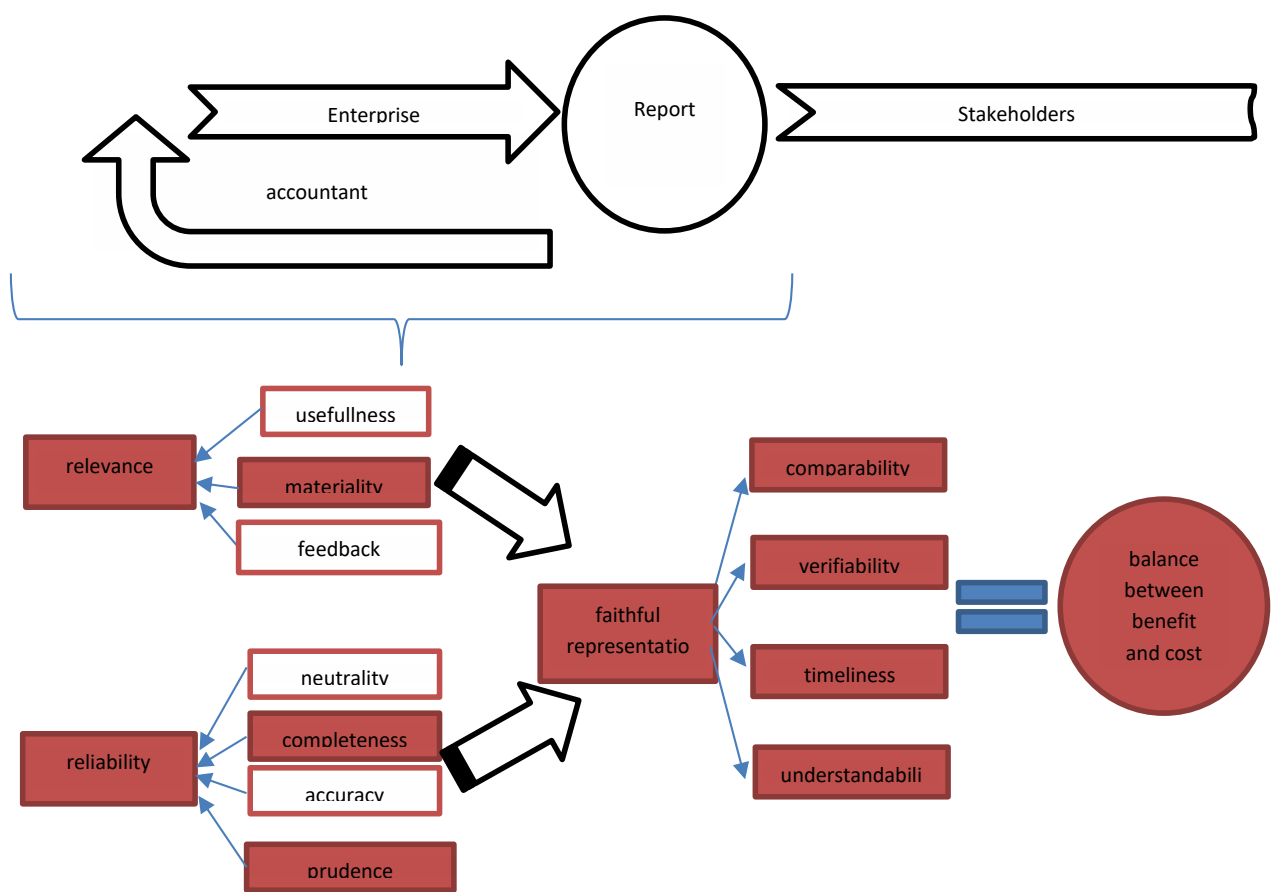 Enterprise
Report
Stakeholders
accountant
usefullness
relevance
materiality
feedback
comparability
verifiability
balance
between
benefit
and cost
faithful
representatio
neutrality
timeliness
completeness
reliability
accuracy
understandabili
prudence